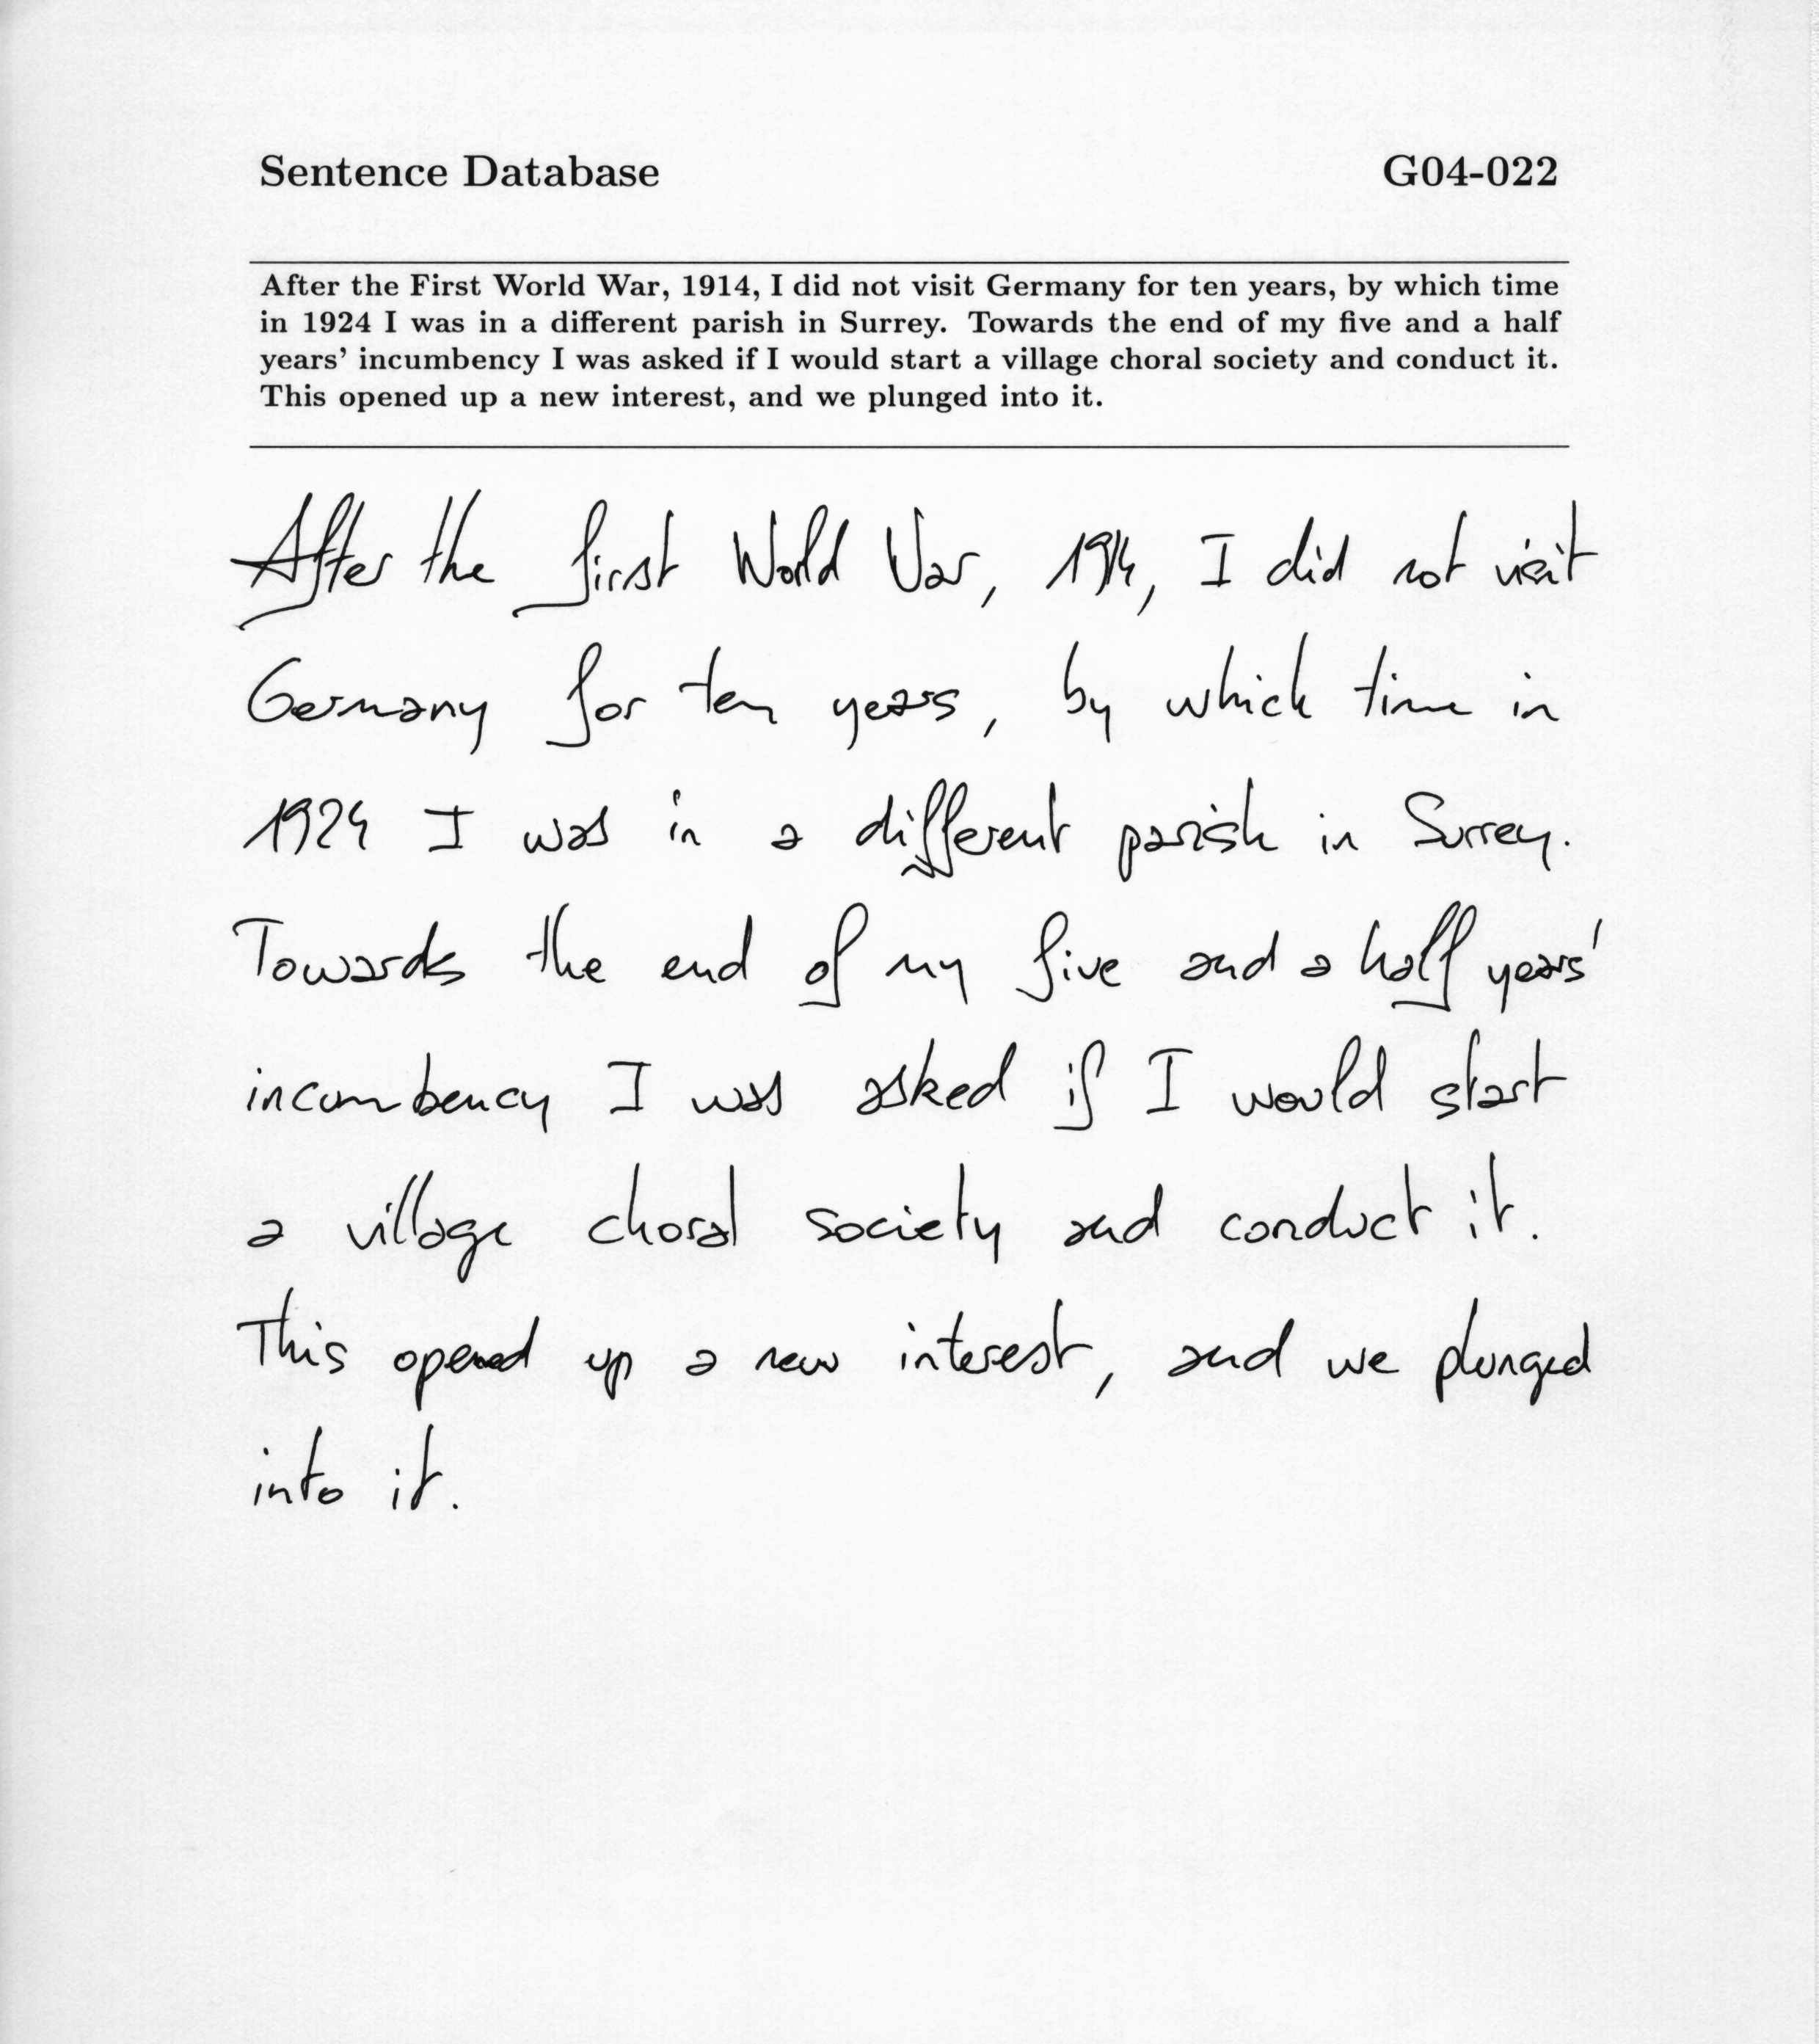 Sentence Database G04-022
After the First World War, 1914, I did not visit Germany for ten years, by which time
in 1924 I was in a different parish in Surrey. Towards the end of my five and a half
years' incumbency I was asked if I would start a village choral society and conduct it.
This opened up a new interest, and we plunged into it.
After the first World War, 1914, I did not visit
Germany for ten years, by which time in
1924 I was in a different parish in Surrey.
Towards the end of my five and a half years'
incumbency I was asked if I would start
a village choral society and conduct it.
This opened up a new interest, and we plunged
into it.